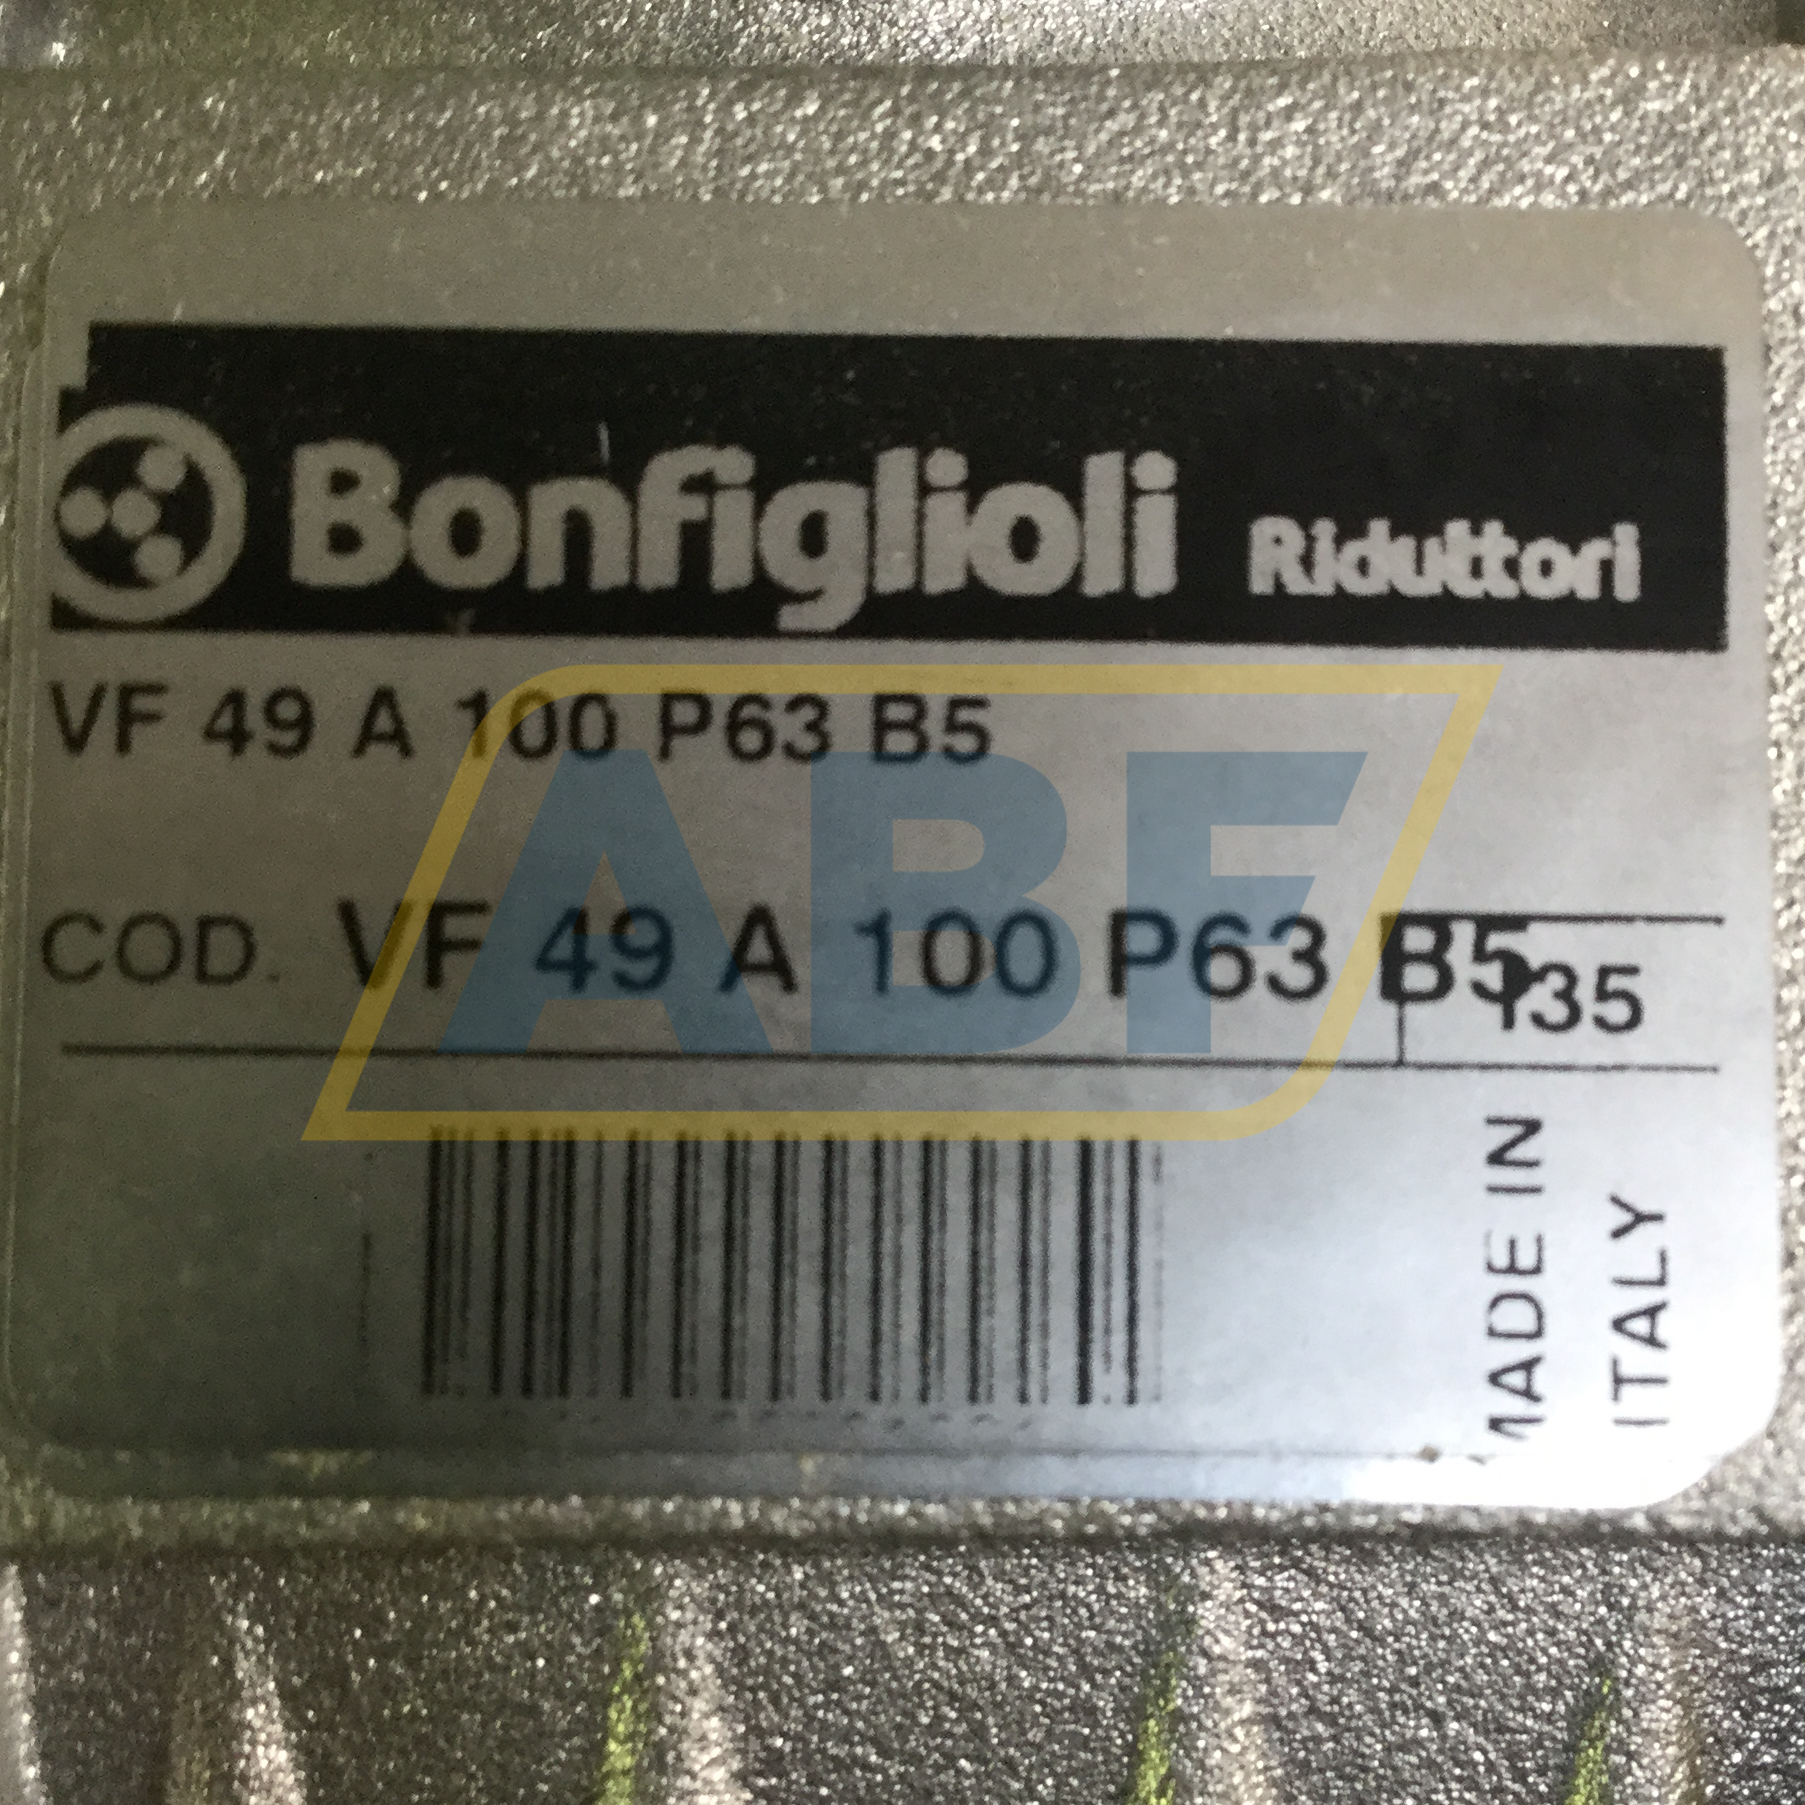 Bonfiglioli Riduttori
VF 49 A 100 P63 B5
ABF
COD. VF 49 A 100 P63 B5
135
MADE IN
ITALY